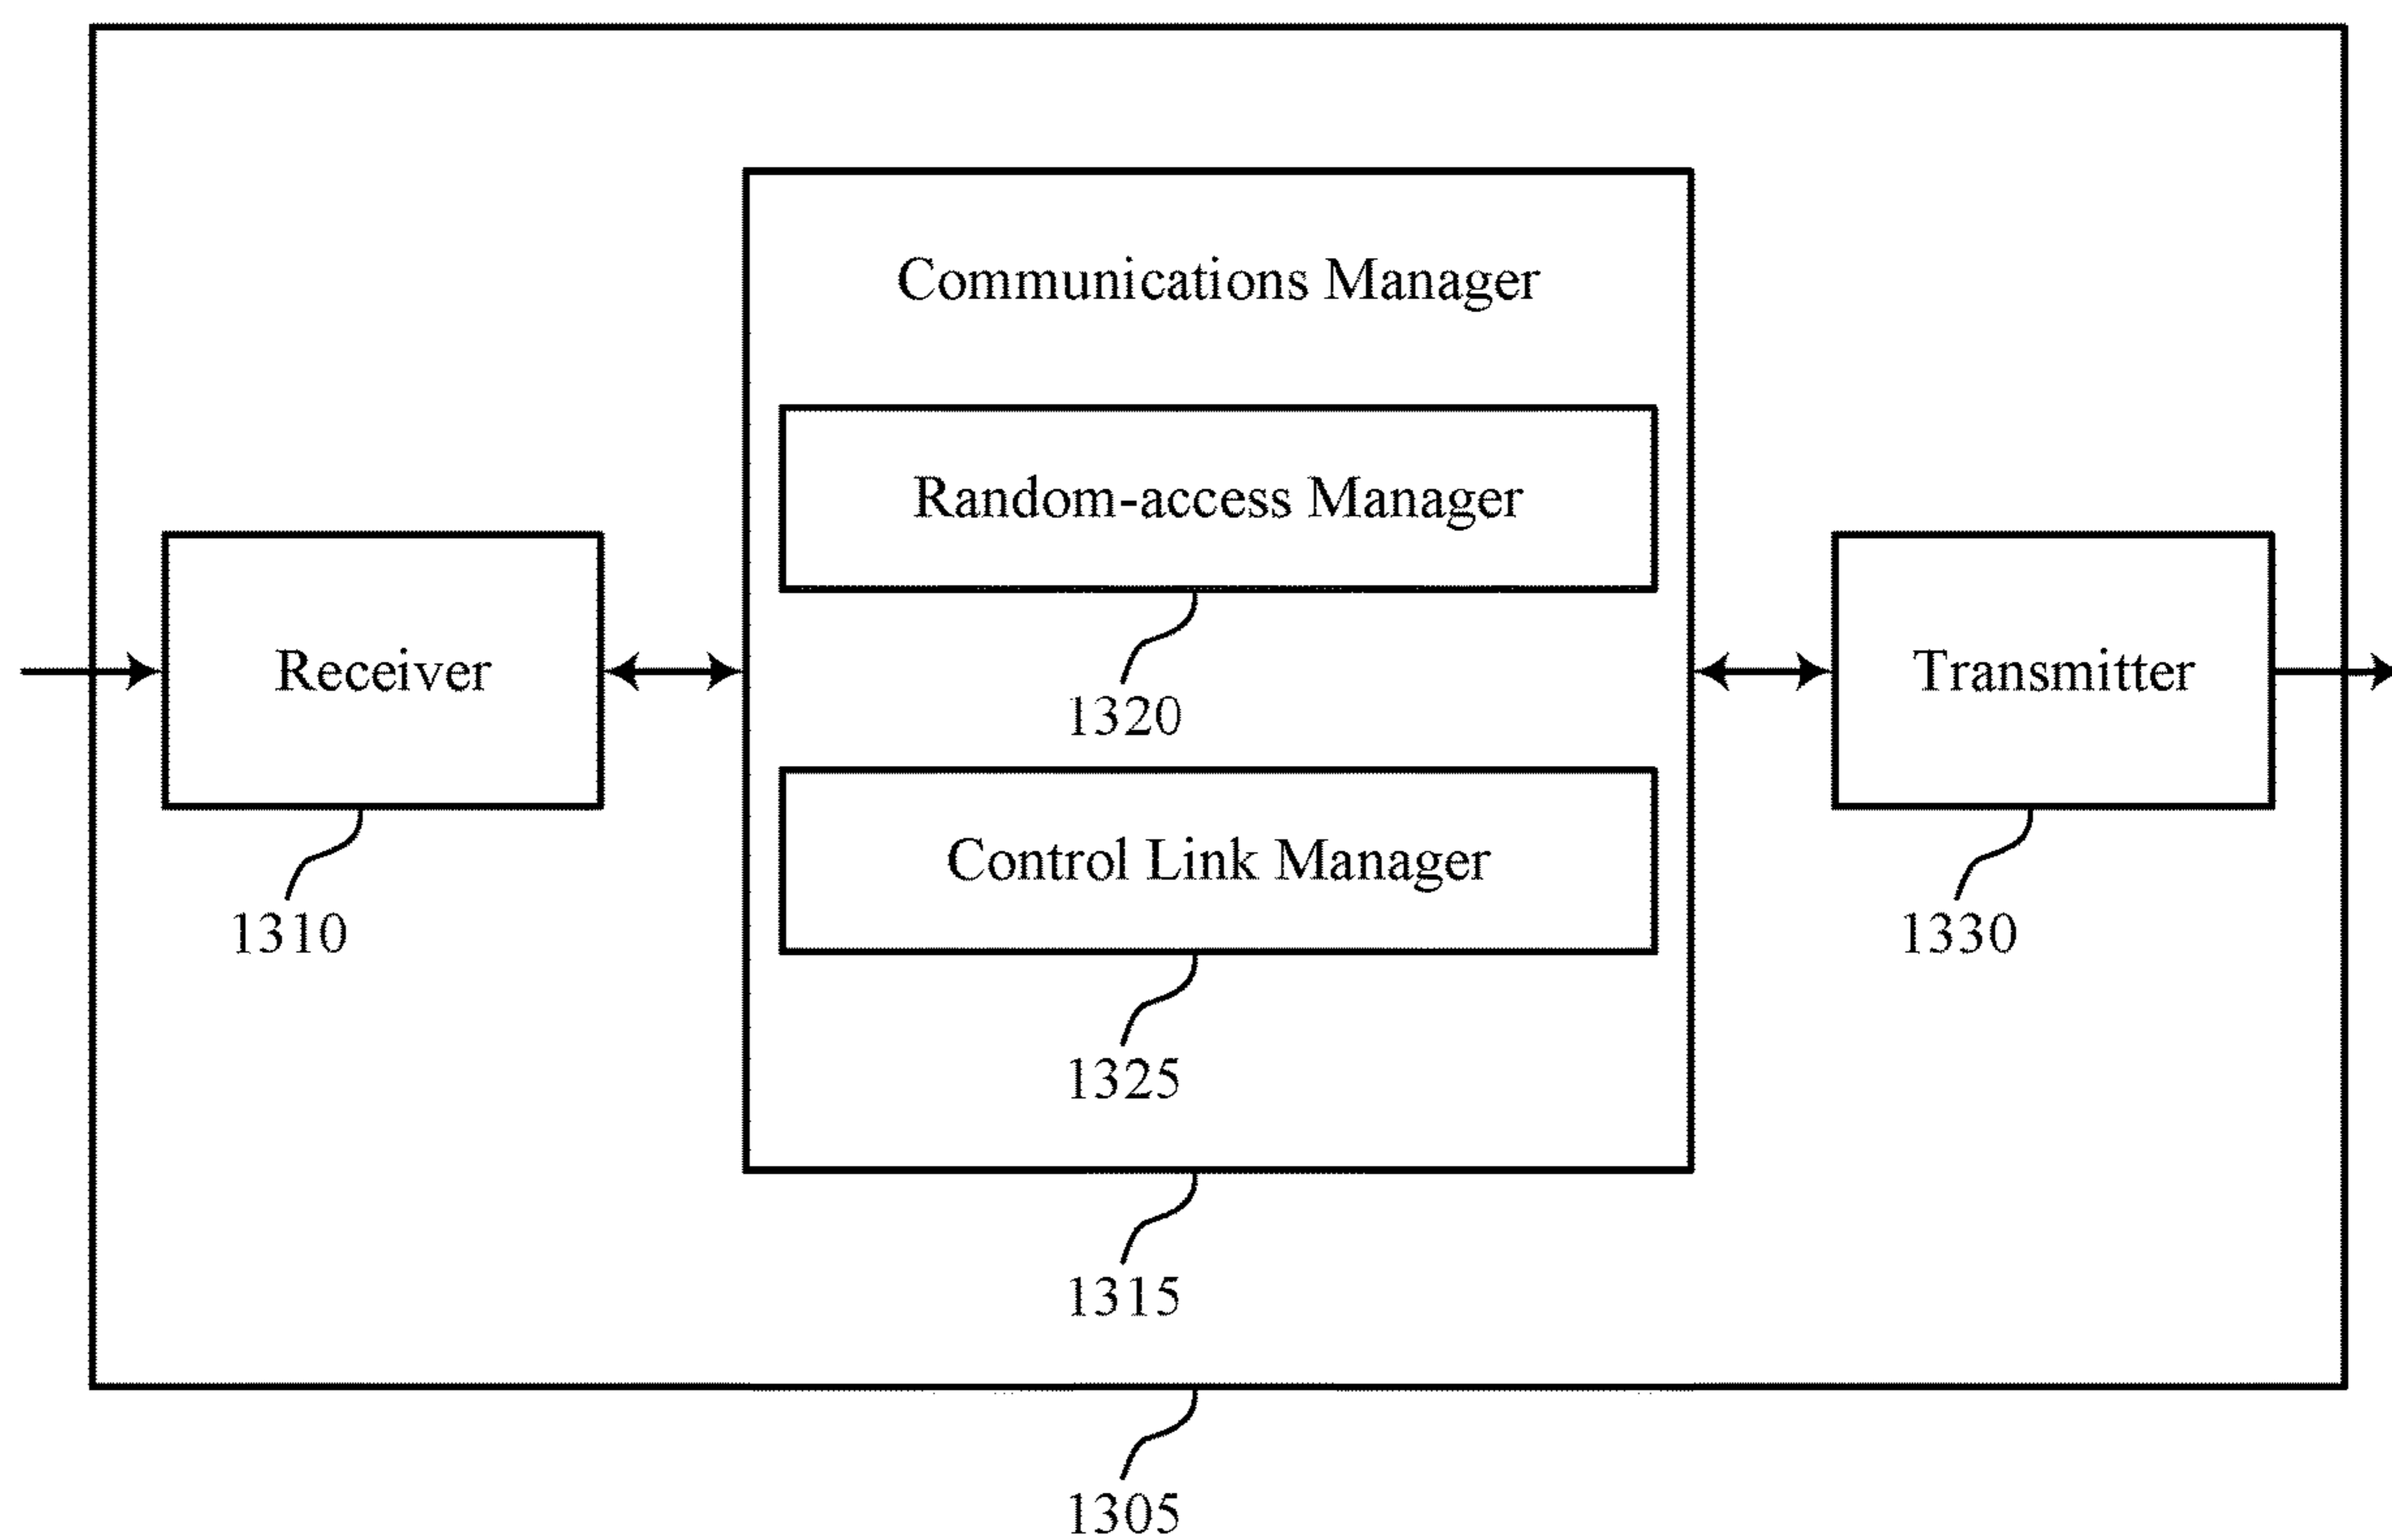 Communications Manager
Random-access Manager
1320
Receiver
1310
Transmitter
1330
Control Link Manager
1325
1315
1305